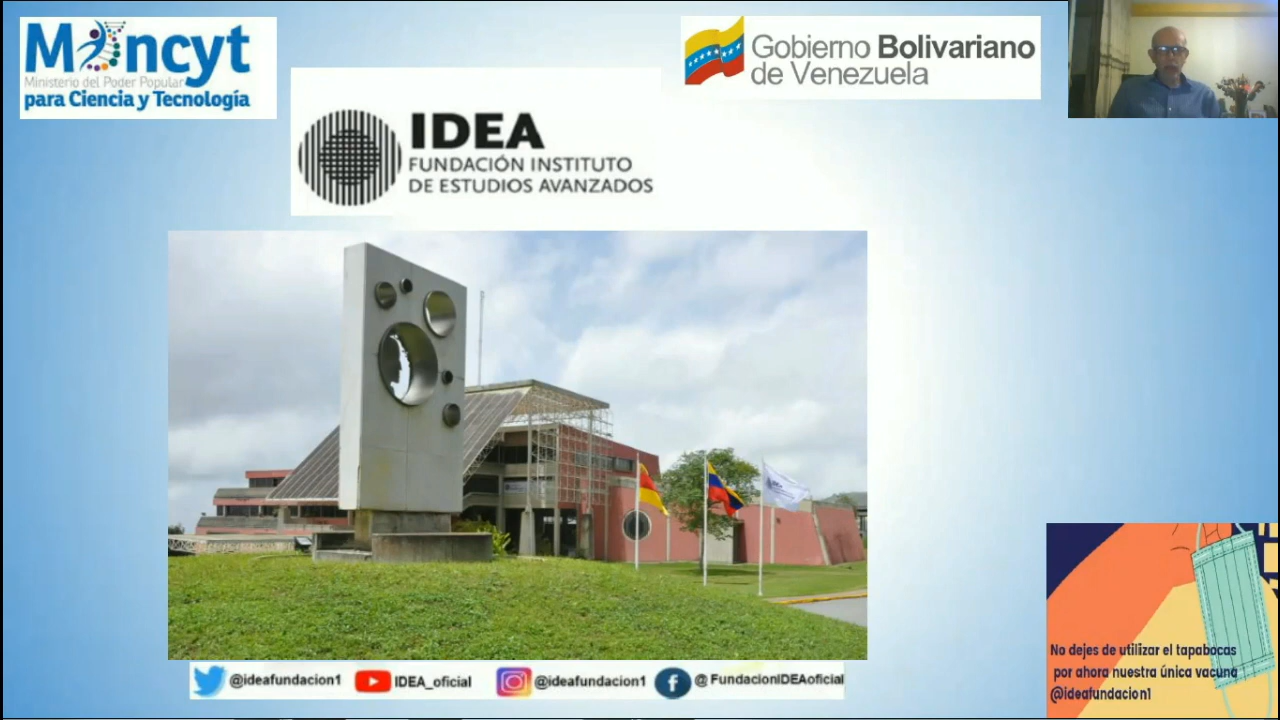 Mincyt
Ministerio del Poder Popular
para Ciencia y Tecnología
Gobierno Bolivariano
de Venezuela
IDEA
FUNDACIÓN INSTITUTO
DE ESTUDIOS AVANZADOS
@ideafundacion1
IDEA_oficial
@ideafundacion1
@FundacionIDEAoficial
No dejes de utilizar el tapabocas
por ahora nuestra única vacuna
@ideafundacion1